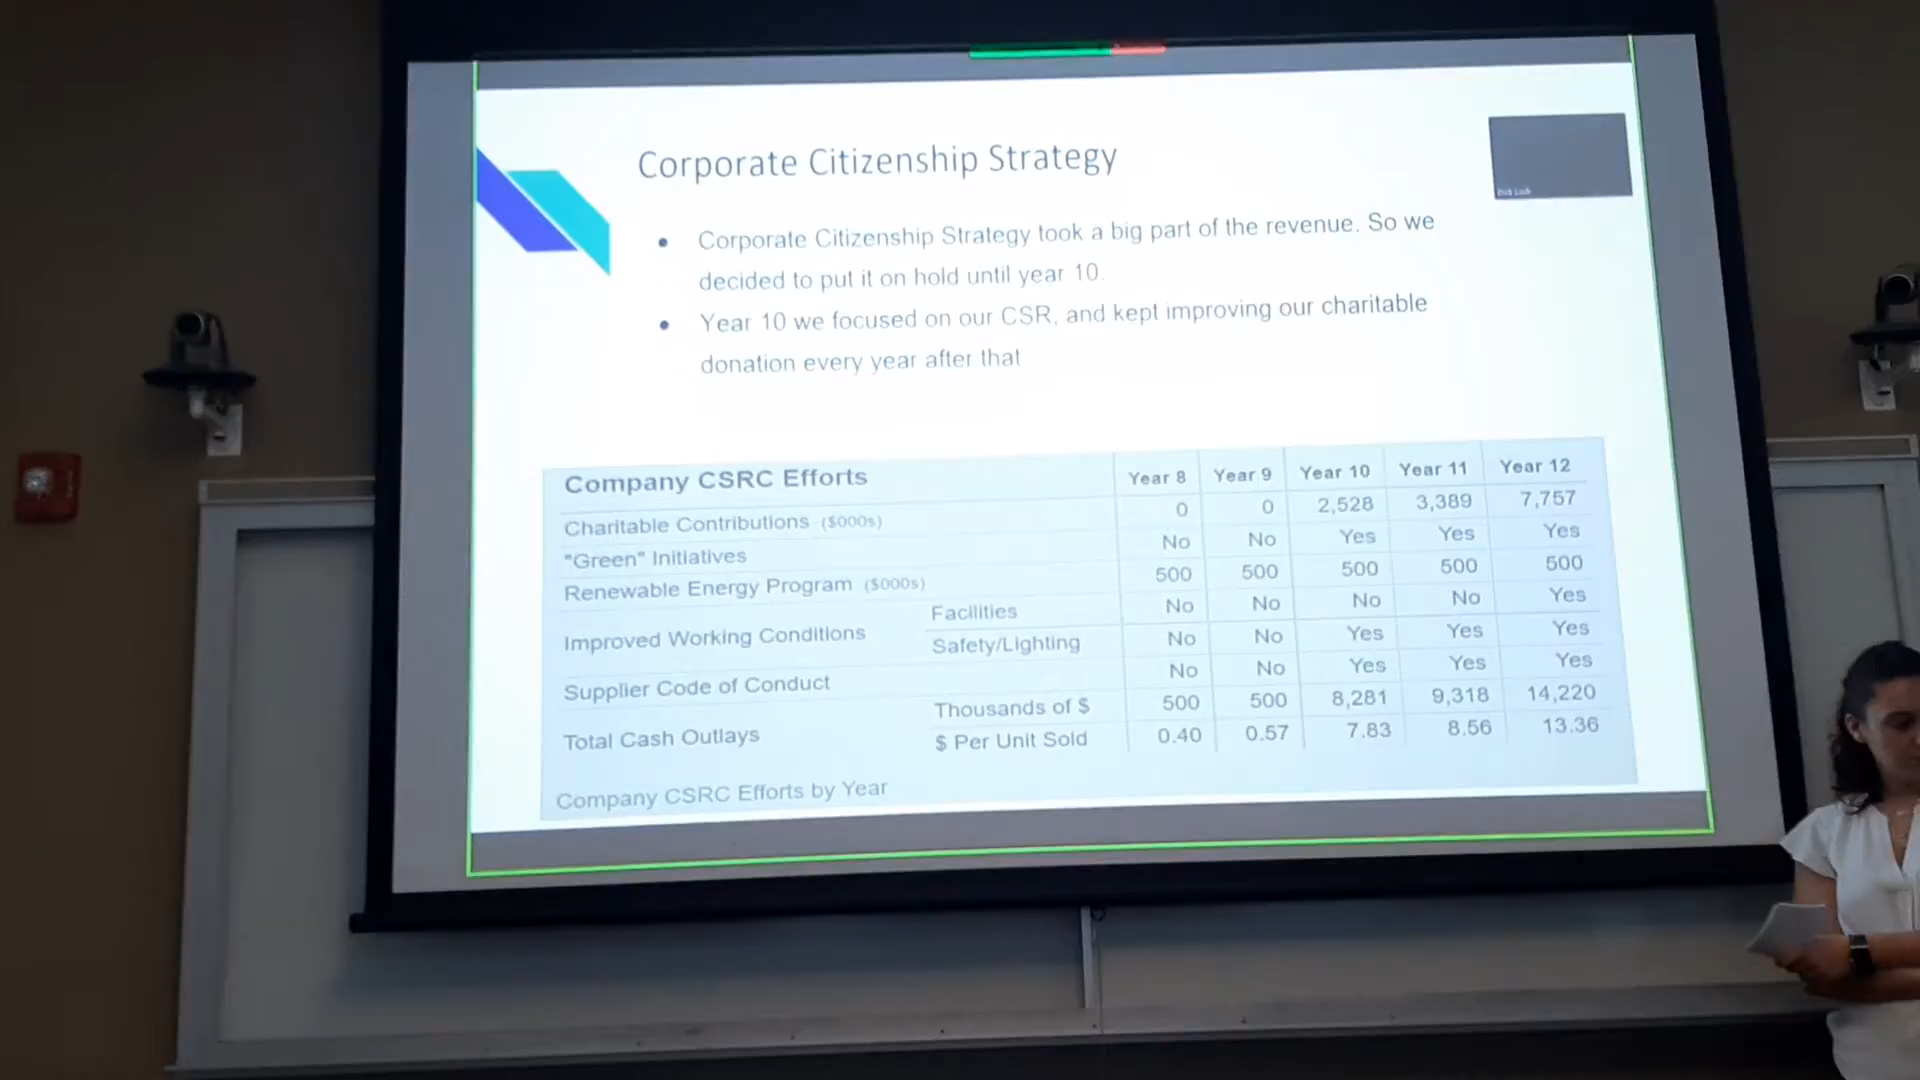 Corporate Citizenship Strategy
Corporate Citizenship Strategy took a big part of the revenue. So we
decided to put it on hold until year 10.
Year 10 we focused on our CSR, and kept improving our charitable
donation every year after that
Company CSRC Efforts Year 8 Year 9 Year 10 Year 11 Year 12
Charitable Contributions ($000s) 0 0 2,528 3,389 7,757
"Green" Initiatives No No Yes Yes Yes
Renewable Energy Program ($000s) 500 500 500 500 500
Improved Working Conditions Facilities No No No No Yes
Safety/Lighting No No Yes Yes Yes
Supplier Code of Conduct No No Yes Yes Yes
Total Cash Outlays Thousands of $ 500 500 8,281 9,318 14,220
$ Per Unit Sold 0.40 0.57 7.83 8.56 13.36
Company CSRC Efforts by Year